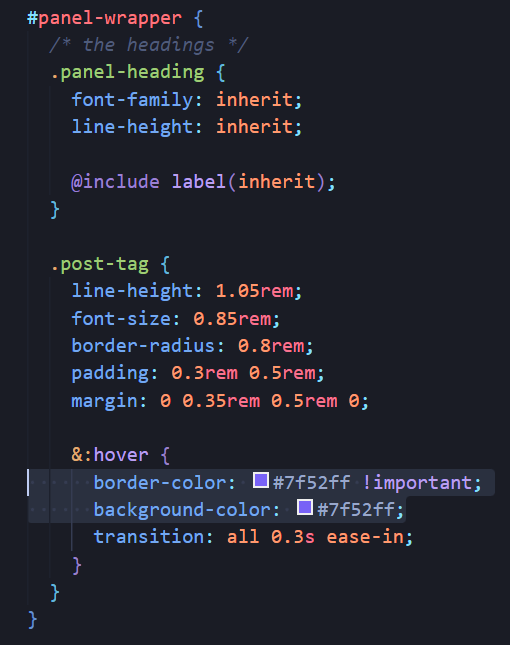 #panel-wrapper {
/* the headings */
.panel-heading {
font-family: inherit;
line-height: inherit;
@include label(inherit);
}
.post-tag {
line-height: 1.05rem;
font-size: 0.85rem;
border-radius: 0.8rem;
padding: 0.3rem 0.5rem;
margin: 0 0.35rem 0.5rem 0;
&:hover {
border-color: #7f52ff !important;
background-color: #7f52ff;
transition: all 0.3s ease-in;
}
}
}